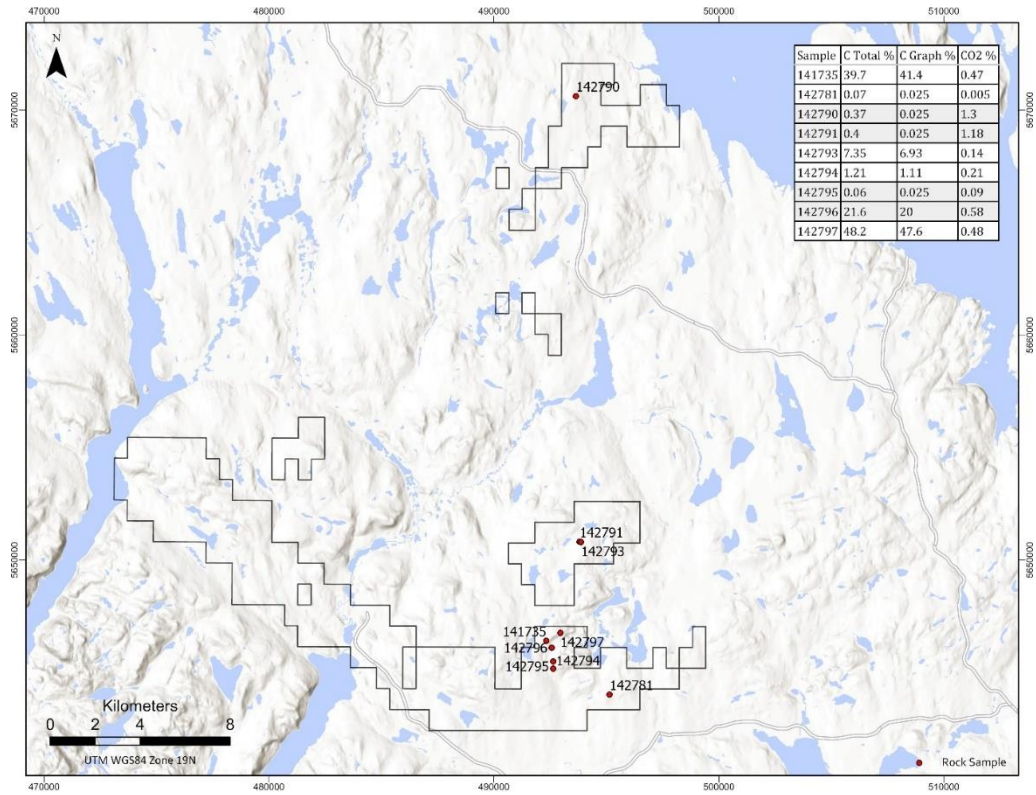 470000 480000 490000 500000 510000
N
Sample C Total % C Graph % CO2 %
141735 39.7 41.4 0.47
142781 0.07 0.025 0.005
142790 0.37 0.025 1.3
142791 0.4 0.025 1.18
142793 7.35 6.93 0.14
142794 1.21 1.11 0.21
142795 0.06 0.025 0.09
142796 21.6 20 0.58
142797 48.2 47.6 0.48
142790
5670000 5670000
5660000 5660000
142791
142793
5650000 5650000
141735
142797
142796
142794
142795
142781
Kilometers
0 2 4 8
UTM WGS84 Zone 19N
Rock Sample
470000 480000 490000 500000 510000